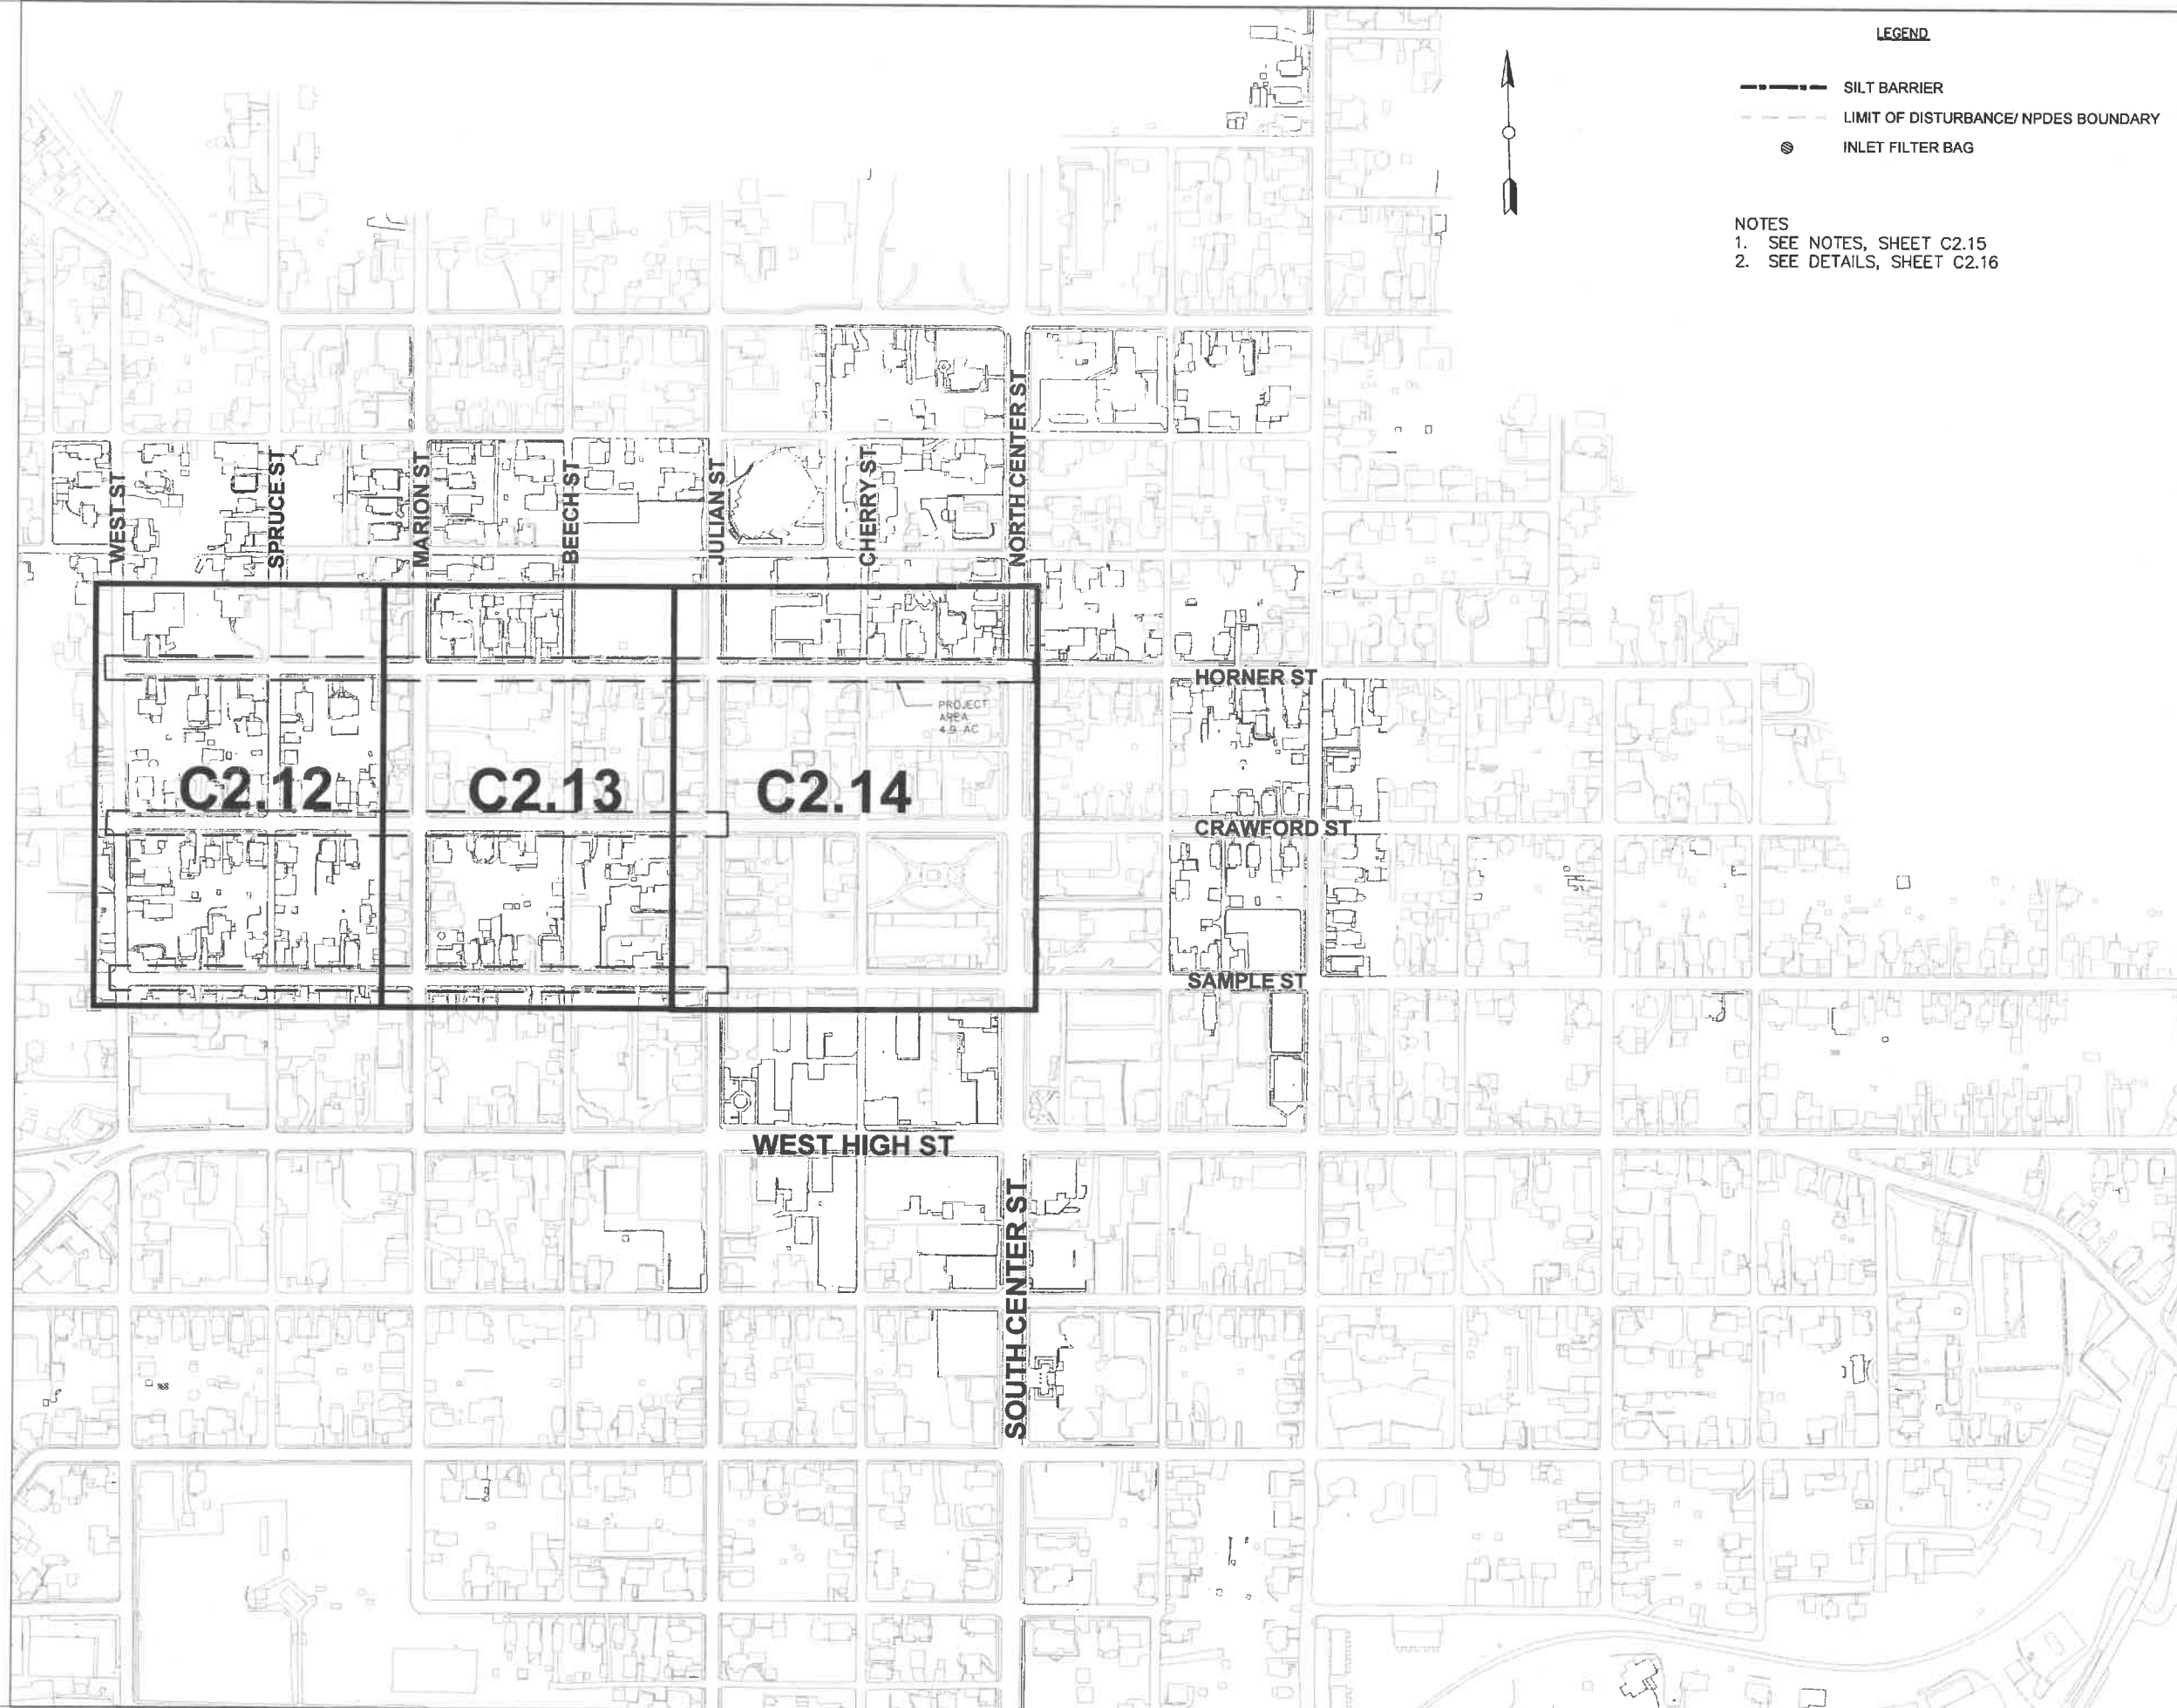 LEGEND
SILT BARRIER
LIMIT OF DISTURBANCE/ NPDES BOUNDARY
INLET FILTER BAG
NOTES
1. SEE NOTES, SHEET C2.15
2. SEE DETAILS, SHEET C2.16
WEST ST
SPRUCE ST
MARION ST
BEECH ST
JULIAN ST
CHERRY ST
NORTH CENTER ST
HORNER ST
PROJECT
AREA
4.9 AC
C2.12
C2.13
C2.14
CRAWFORD ST
SAMPLE ST
WEST HIGH ST
SOUTH CENTER ST